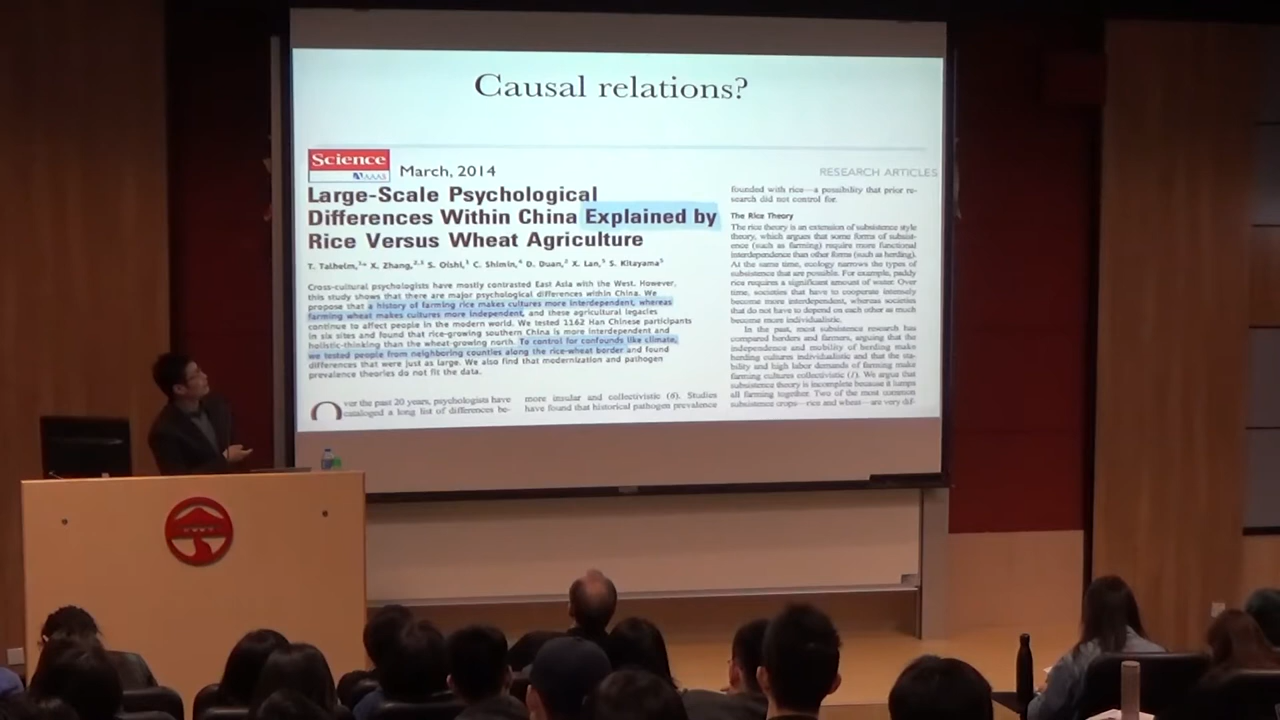 Causal relations?
Science
AAAS
March, 2014
RESEARCH ARTICLES
Large-Scale Psychological
Differences Within China Explained by
Rice Versus Wheat Agriculture
T. Talhelm,¹* X. Zhang,²,³ S. Oishi,¹ C. Shimin,⁴ D. Duan,² X. Lan,⁵ S. Kitayama⁵
Cross-cultural psychologists have mostly contrasted East Asia with the West. However,
this study shows that there are major psychological differences within China. We
propose that a history of farming rice makes cultures more interdependent, whereas
farming wheat makes cultures more independent, and these agricultural legacies
continue to affect people in the modern world. We tested 1162 Han Chinese participants
in six sites and found that rice-growing southern China is more interdependent and
holistic-thinking than the wheat-growing north. To control for confounds like climate,
we tested people from neighboring counties along the rice-wheat border and found
differences that were just as large. We also find that modernization and pathogen
prevalence theories do not fit the data.
Over the past 20 years, psychologists have
cataloged a long list of differences be-
more insular and collectivistic (6). Studies
have found that historical pathogen prevalence
founded with rice—a possibility that prior re-
search did not control for.
The Rice Theory
The rice theory is an extension of subsistence style
theory, which argues that some forms of subsist-
ence (such as farming) require more functional
interdependence than other forms (such as herding).
At the same time, ecology narrows the types of
subsistence that are possible. For example, paddy
rice requires a significant amount of water. Over
time, societies that have to cooperate intensely
become more interdependent, whereas societies
that do not have to depend on each other as much
become more individualistic.
In the past, most subsistence research has
compared herders and farmers, arguing that the
independence and mobility of herding make
herding cultures individualistic and that the sta-
bility and high labor demands of farming make
farming cultures collectivistic (1). We argue that
subsistence theory is incomplete because it lumps
all farming together. Two of the most common
subsistence crops—rice and wheat—are very dif-